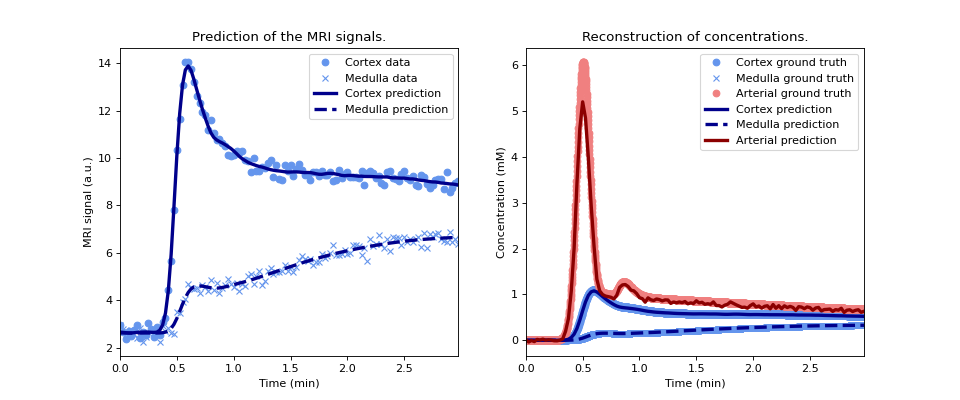 Prediction of the MRI signals.
MRI signal (a.u.)
14
12
10
8
6
4
2
Cortex data
Medulla data
Cortex prediction
Medulla prediction
0.0 0.5 1.0 1.5 2.0 2.5
Time (min)
Reconstruction of concentrations.
Concentration (mM)
6
5
4
3
2
1
0
Cortex ground truth
Medulla ground truth
Arterial ground truth
Cortex prediction
Medulla prediction
Arterial prediction
0.0 0.5 1.0 1.5 2.0 2.5
Time (min)